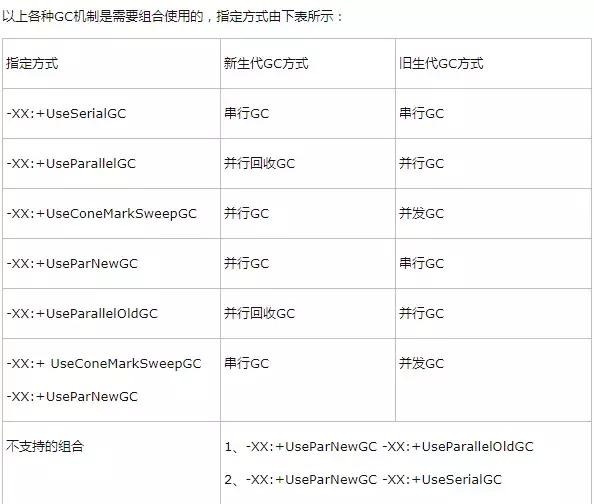 以上各种GC机制是需要组合使用的，指定方式由下表所示：
指定方式 新生代GC方式 旧生代GC方式
-XX:+UseSerialGC 串行GC 串行GC
-XX:+UseParallelGC 并行回收GC 并行GC
-XX:+UseConeMarkSweepGC 并行GC 并发GC
-XX:+UseParNewGC 并行GC 串行GC
-XX:+UseParallelOldGC 并行回收GC 并行GC
-XX:+ UseConeMarkSweepGC 串行GC 并发GC
-XX:+UseParNewGC
不支持的组合 1、-XX:+UseParNewGC -XX:+UseParallelOldGC
2、-XX:+UseParNewGC -XX:+UseSerialGC